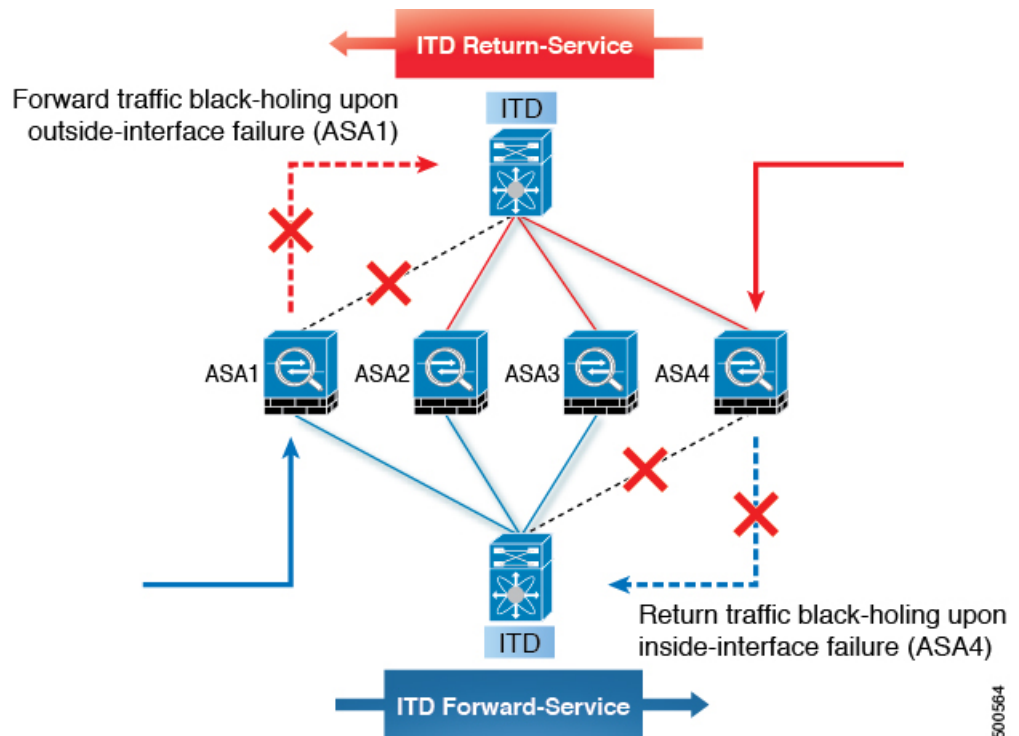 ITD Return-Service
Forward traffic black-holing upon
outside-interface failure (ASA1)
ITD
ASA1
ASA2
ASA3
ASA4
Return traffic black-holing upon
inside-interface failure (ASA4)
ITD
ITD Forward-Service
500564